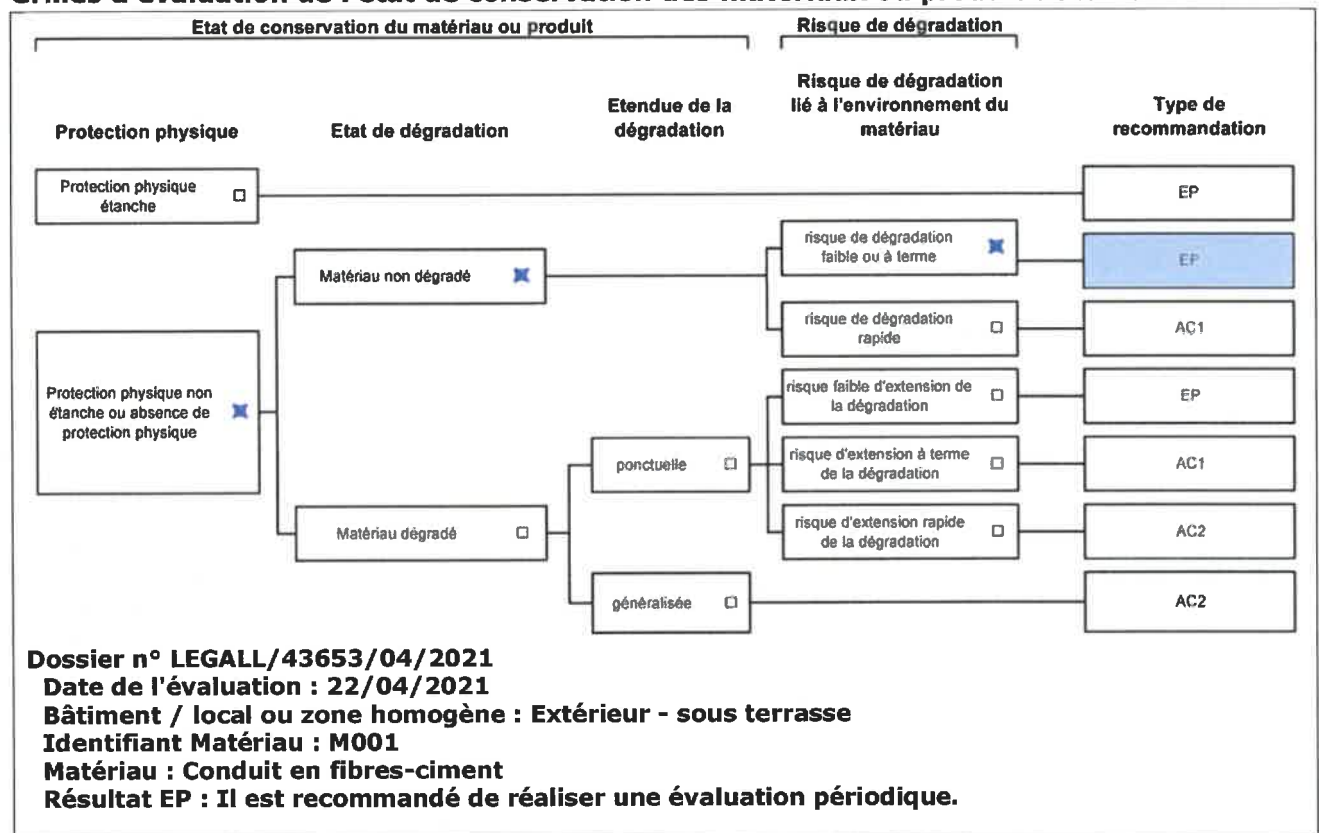 Etat de conservation du matériau ou produit
Risque de dégradation
Protection physique
Etat de dégradation
Etendue de la
dégradation
Risque de dégradation
lié à l'environnement du
matériau
Type de
recommandation
Protection physique
étanche
EP
Matériau non dégradé
risque de dégradation
faible ou à terme
EP
risque de dégradation
rapide
AC1
Protection physique non
étanche ou absence de
protection physique
risque faible d'extension de
la dégradation
EP
ponctuelle
risque d'extension à terme
de la dégradation
AC1
Matériau dégradé
risque d'extension rapide
de la dégradation
AC2
généralisée
AC2
Dossier n° LEGALL/43653/04/2021
Date de l'évaluation : 22/04/2021
Bâtiment / local ou zone homogène : Extérieur - sous terrasse
Identifiant Matériau : M001
Matériau : Conduit en fibres-ciment
Résultat EP : Il est recommandé de réaliser une évaluation périodique.